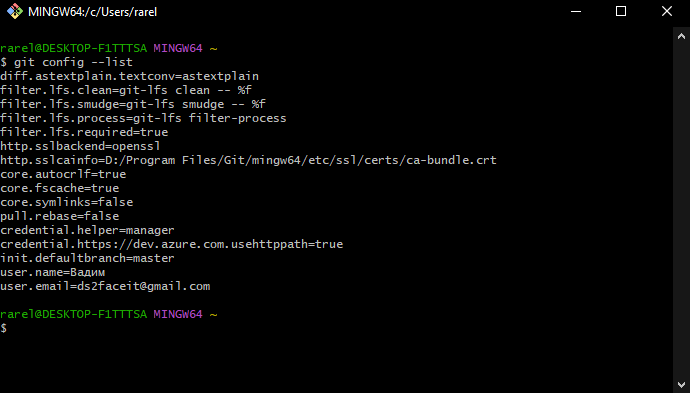 MINGW64:/c/Users/rarel
rarel@DESKTOP-F1TTTSA MINGW64 ~
$ git config --list
diff.astextplain.textconv=astextplain
filter.lfs.clean=git-lfs clean -- %f
filter.lfs.smudge=git-lfs smudge -- %f
filter.lfs.process=git-lfs filter-process
filter.lfs.required=true
http.sslbackend=openssl
http.sslcainfo=D:/Program Files/Git/mingw64/etc/ssl/certs/ca-bundle.crt
core.autocrlf=true
core.fscache=true
core.symlinks=false
pull.rebase=false
credential.helper=manager
credential.https://dev.azure.com.usehttppath=true
init.defaultbranch=master
user.name=Вадим
user.email=ds2faceit@gmail.com
rarel@DESKTOP-F1TTTSA MINGW64 ~
$